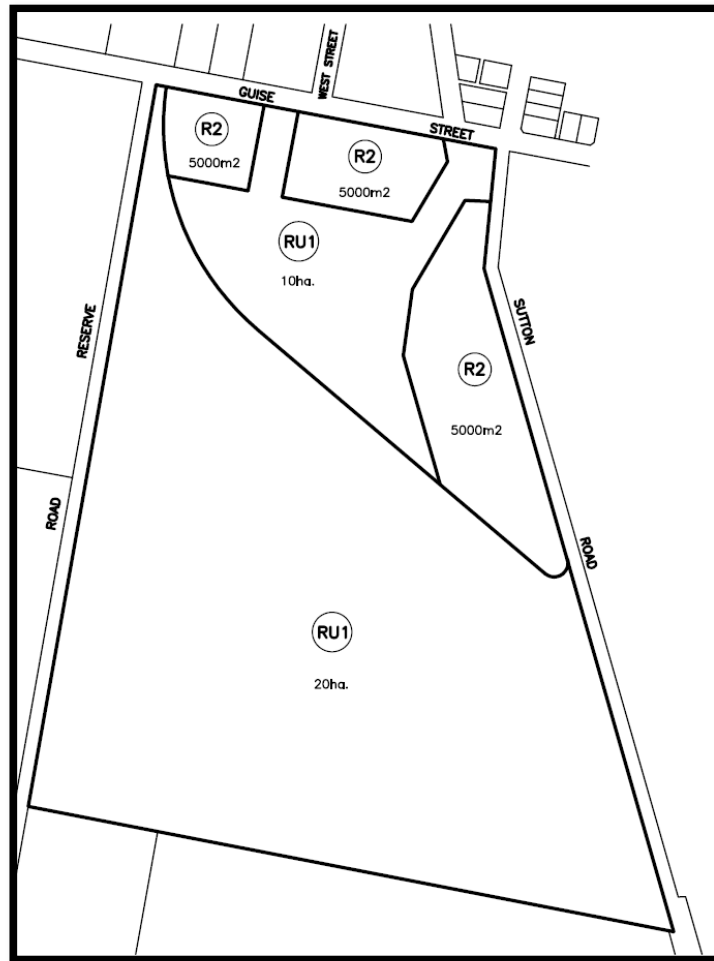 WEST STREET
GUISE
STREET
R2
5000m2
R2
5000m2
RU1
10ha.
RESERVE
SUTTON
R2
5000m2
ROAD
ROAD
RU1
20ha.